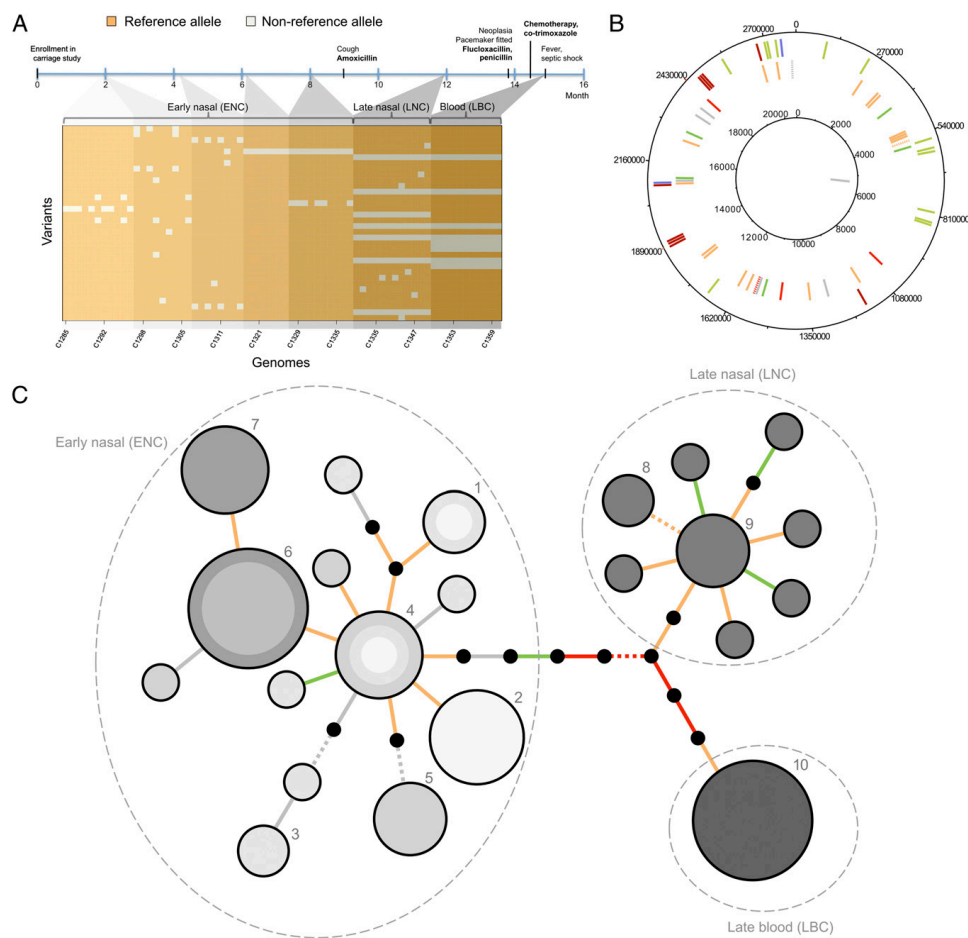 A
Reference allele
Non-reference allele
Enrollment in
carriage study
Cough
Amoxicillin
Neoplasia
Pacemaker fitted
Flucloxacillin,
penicillin
Chemotherapy,
co-trimoxazole
Fever,
septic shock
0
2
4
6
8
10
12
14
16
Month
Early nasal (ENC)
Late nasal (LNC)
Blood (LBC)
Variants
C1285
C1292
C1298
C1305
C1311
C1321
C1329
C1335
C1335
C1347
C1353
C1359
Genomes
B
0
270000
540000
810000
1080000
1350000
1620000
1890000
2160000
2430000
2700000
0
2000
4000
6000
8000
10000
12000
14000
16000
18000
20000
C
Early nasal (ENC)
Late nasal (LNC)
Late blood (LBC)
7
1
6
4
2
5
3
8
9
10